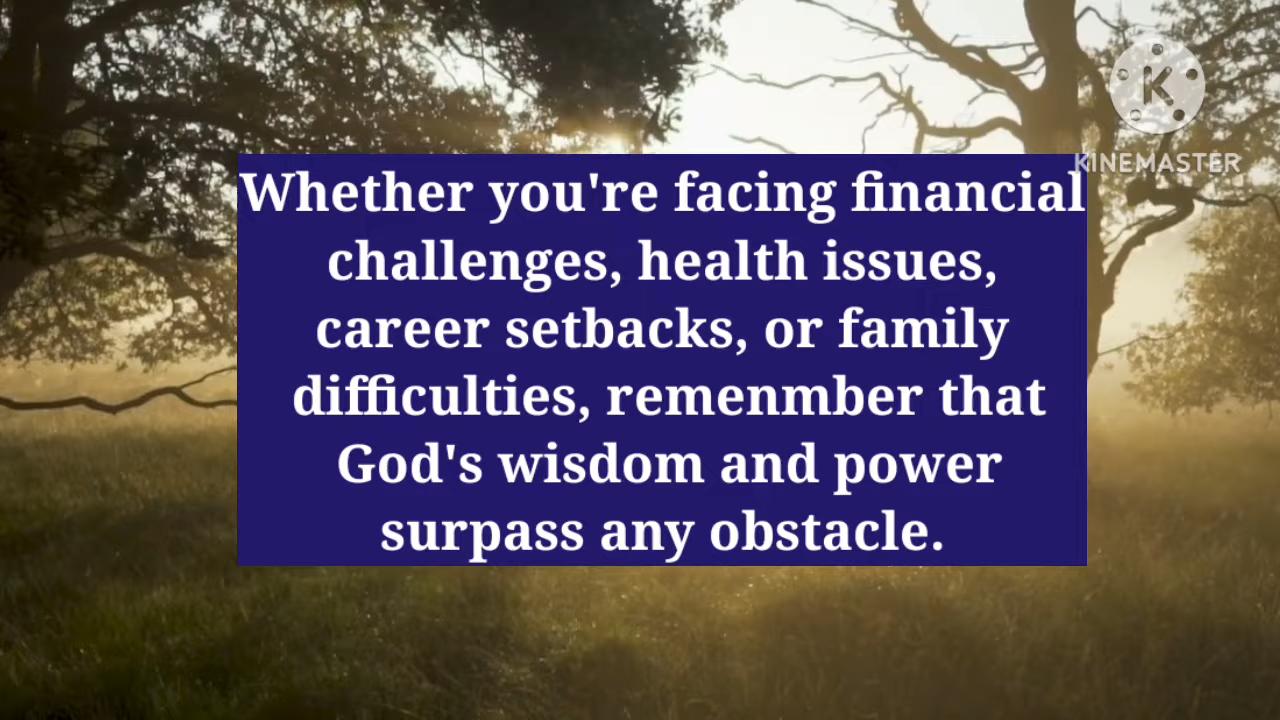 K
KINEMASTER
Whether you're facing financial
challenges, health issues,
career setbacks, or family
difficulties, remenmber that
God's wisdom and power
surpass any obstacle.